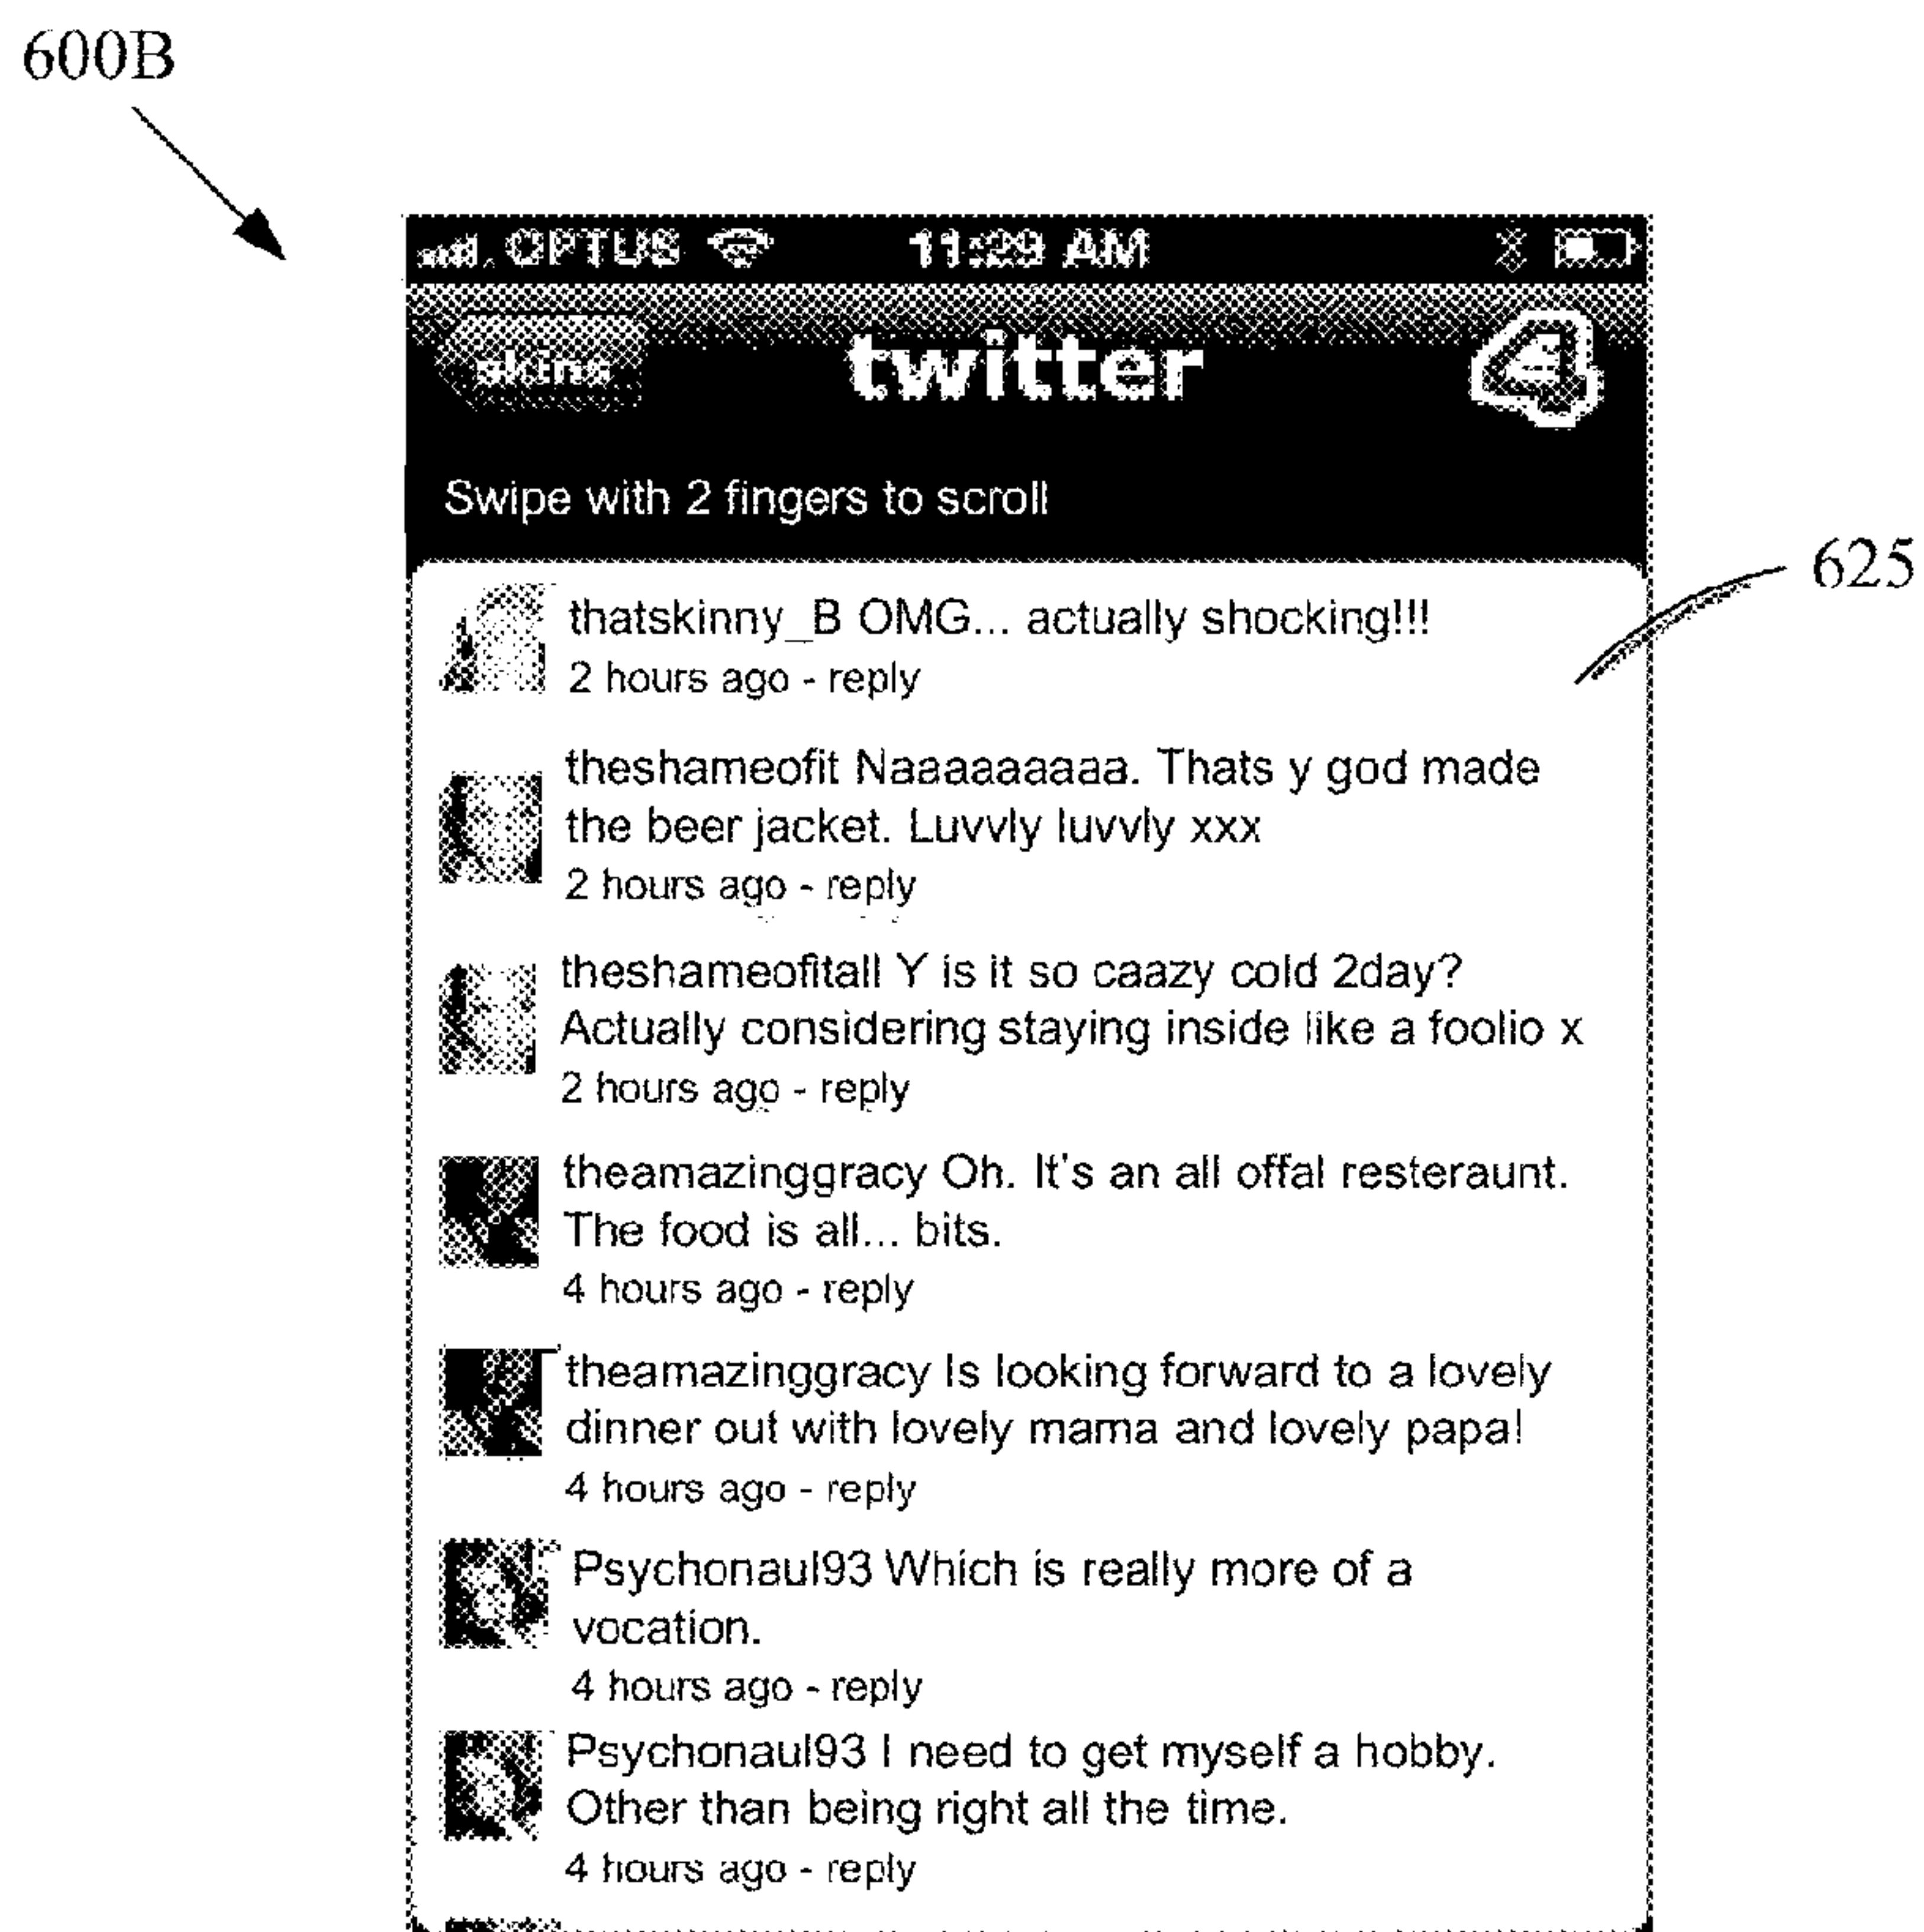 600B
OPTUS 11:29 AM
skins twitter
Swipe with 2 fingers to scroll
625
thatskinny_B OMG... actually shocking!!!
2 hours ago - reply
theshameofit Naaaaaaaaa. Thats y god made
the beer jacket. Luvvly luvvly xxx
2 hours ago - reply
theshameofitall Y is it so caazy cold 2day?
Actually considering staying inside like a foolio x
2 hours ago - reply
theamazinggracy Oh. It's an all offal resteraunt.
The food is all... bits.
4 hours ago - reply
theamazinggracy Is looking forward to a lovely
dinner out with lovely mama and lovely papa!
4 hours ago - reply
Psychonaul93 Which is really more of a
vocation.
4 hours ago - reply
Psychonaul93 I need to get myself a hobby.
Other than being right all the time.
4 hours ago - reply